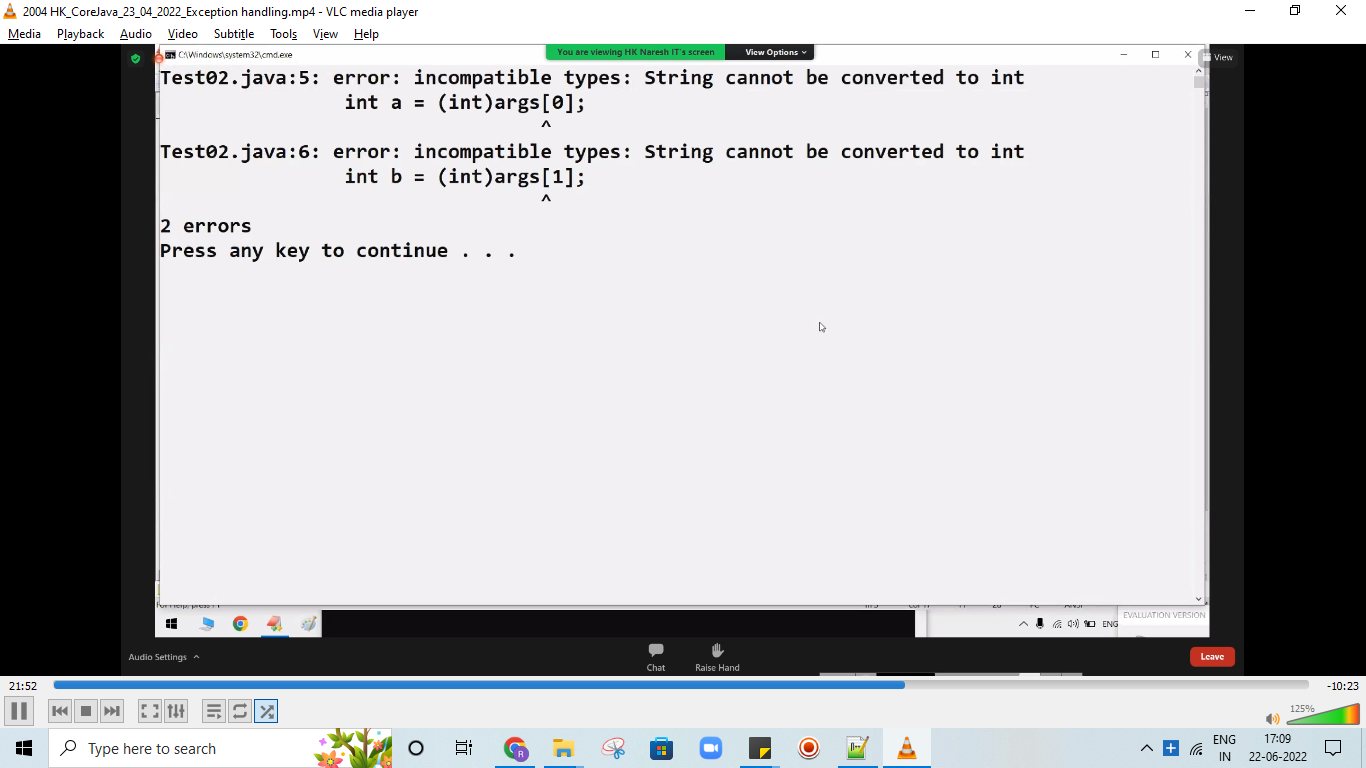 2004 HK_CoreJava_23_04_2022_Exception handling.mp4 - VLC media player
Media Playback Audio Video Subtitle Tools View Help
C:\Windows\system32\cmd.exe
You are viewing HK Naresh IT's screen View Options
View
Test02.java:5: error: incompatible types: String cannot be converted to int
int a = (int)args[0];
^
Test02.java:6: error: incompatible types: String cannot be converted to int
int b = (int)args[1];
^
2 errors
Press any key to continue . . .
EVALUATION VERSION
ENG
Audio Settings
Chat
Raise Hand
Leave
21:52
-10:23
125%
Type here to search
ENG
IN
17:09
22-06-2022